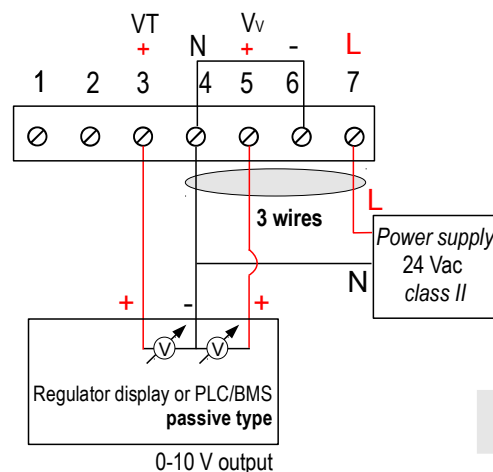 VT N Vv L
+ + -
1 2 3 4 5 6 7
3 wires
L
Power supply
24 Vac
class II
N
+ - +
V V
Regulator display or PLC/BMS
passive type
0-10 V output